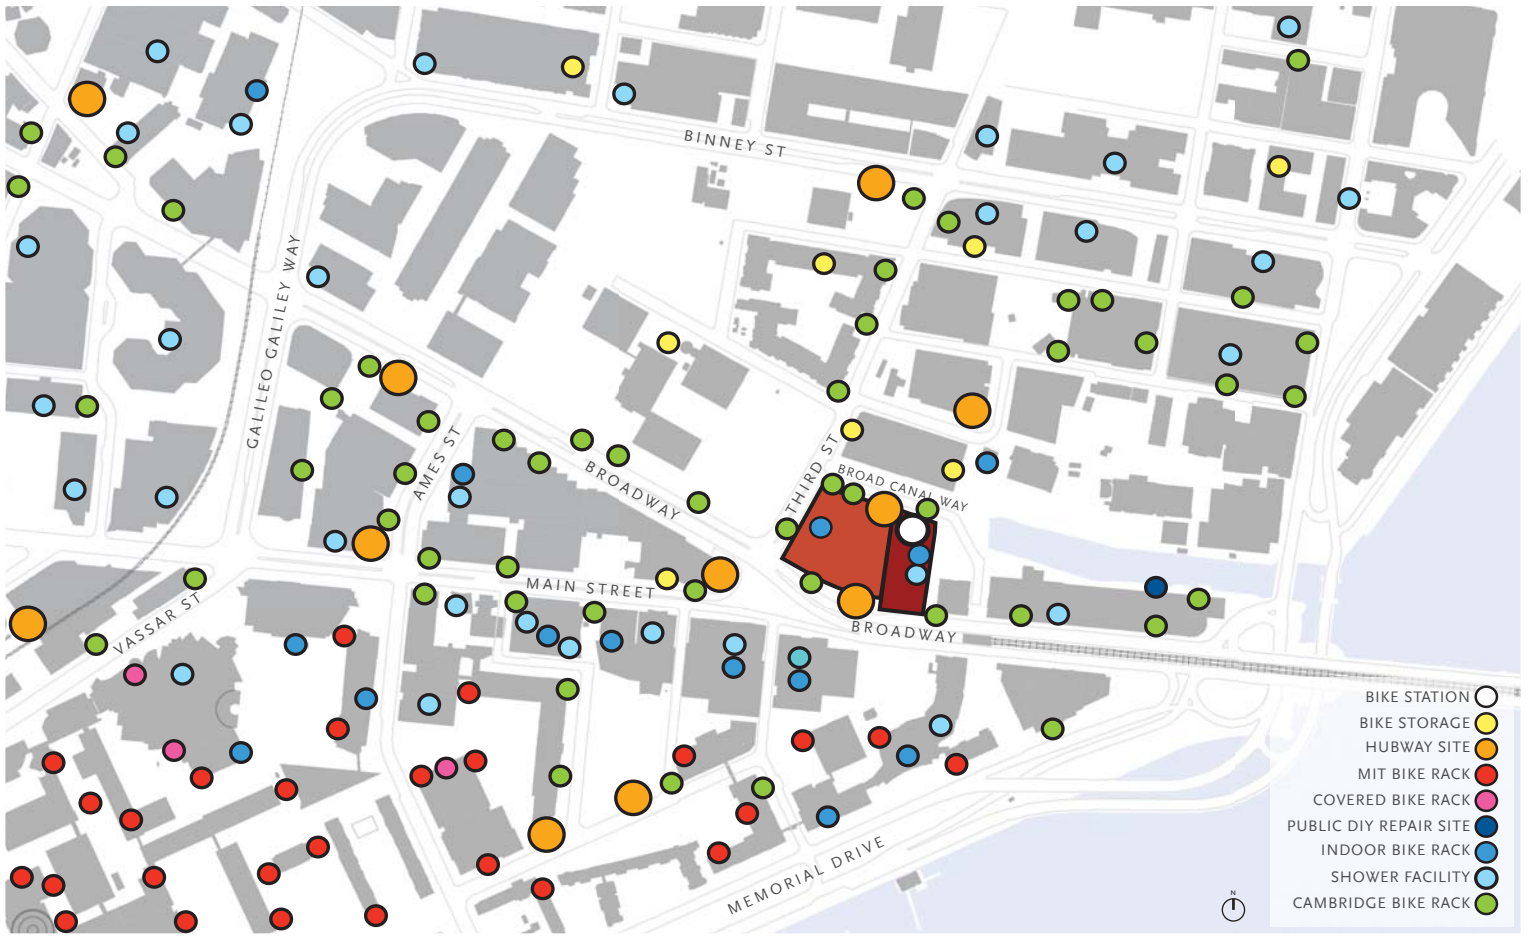 BINNEY ST
GALILEO GALILEY WAY
AMES ST
BROADWAY
THIRD ST
BROAD CANAL WAY
MAIN STREET
VASSAR ST
BROADWAY
MEMORIAL DRIVE
BIKE STATION
BIKE STORAGE
HUBWAY SITE
MIT BIKE RACK
COVERED BIKE RACK
PUBLIC DIY REPAIR SITE
INDOOR BIKE RACK
SHOWER FACILITY
CAMBRIDGE BIKE RACK
N